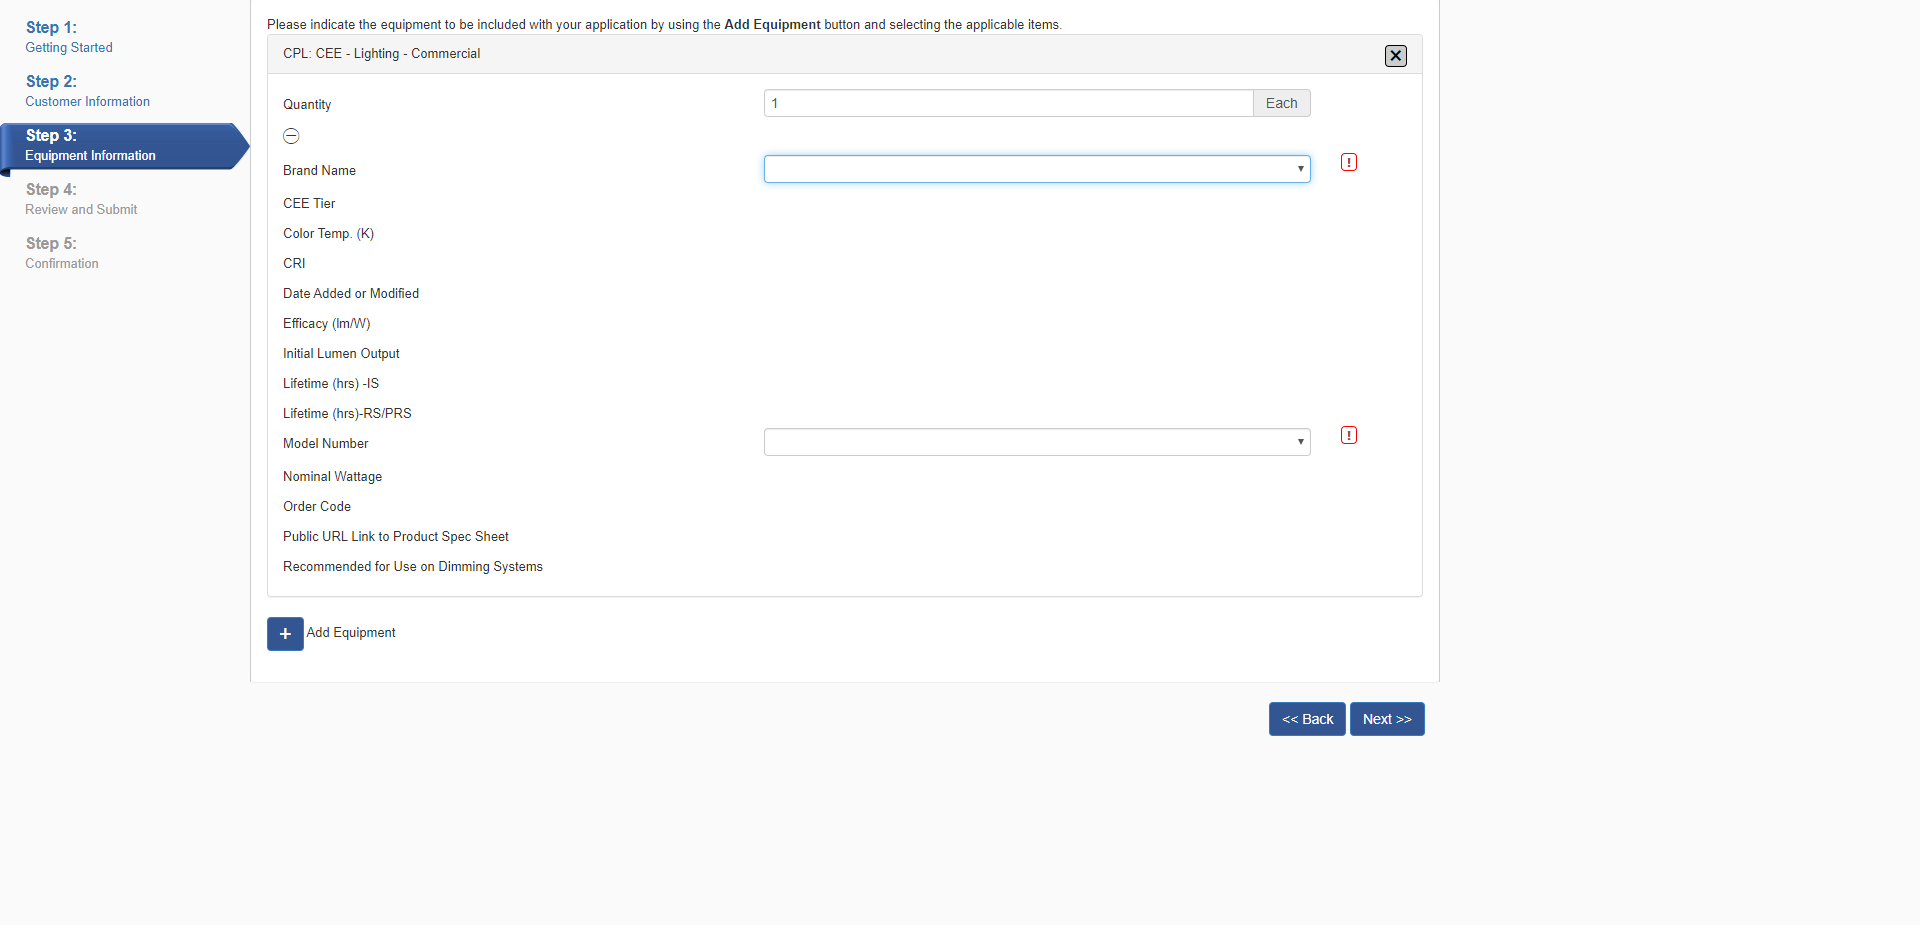 Step 1:
Getting Started
Step 2:
Customer Information
Step 3:
Equipment Information
Step 4:
Review and Submit
Step 5:
Confirmation
Please indicate the equipment to be included with your application by using the Add Equipment button and selecting the applicable items.
CPL: CEE - Lighting - Commercial
Quantity 1 Each
Brand Name
CEE Tier
Color Temp. (K)
CRI
Date Added or Modified
Efficacy (lm/W)
Initial Lumen Output
Lifetime (hrs) -IS
Lifetime (hrs)-RS/PRS
Model Number
Nominal Wattage
Order Code
Public URL Link to Product Spec Sheet
Recommended for Use on Dimming Systems
+ Add Equipment
<< Back Next >>